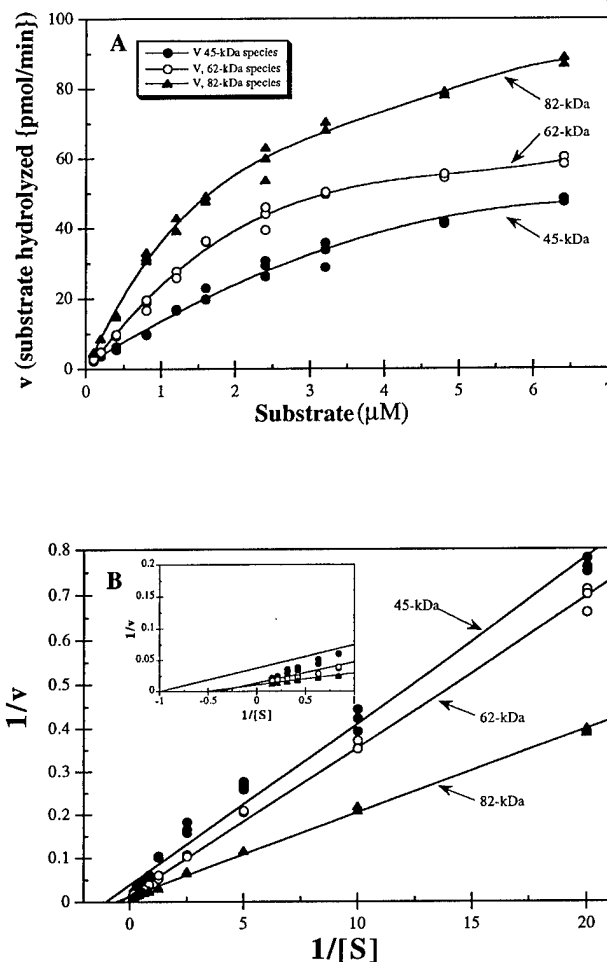 A
V 45-kDa species
V, 62-kDa species
V, 82-kDa species
v (substrate hydrolyzed {pmol/min})
100
80
60
40
20
0
82-kDa
62-kDa
45-kDa
0 1 2 3 4 5 6 7
Substrate (µM)
B
1/v
0.8
0.7
0.6
0.5
0.4
0.3
0.2
0.1
0
1/v
0.2
0.15
0.1
0.05
0
-1 -0.5 0 0.5 1
1/[S]
45-kDa
62-kDa
82-kDa
0 5 10 15 20
1/[S]